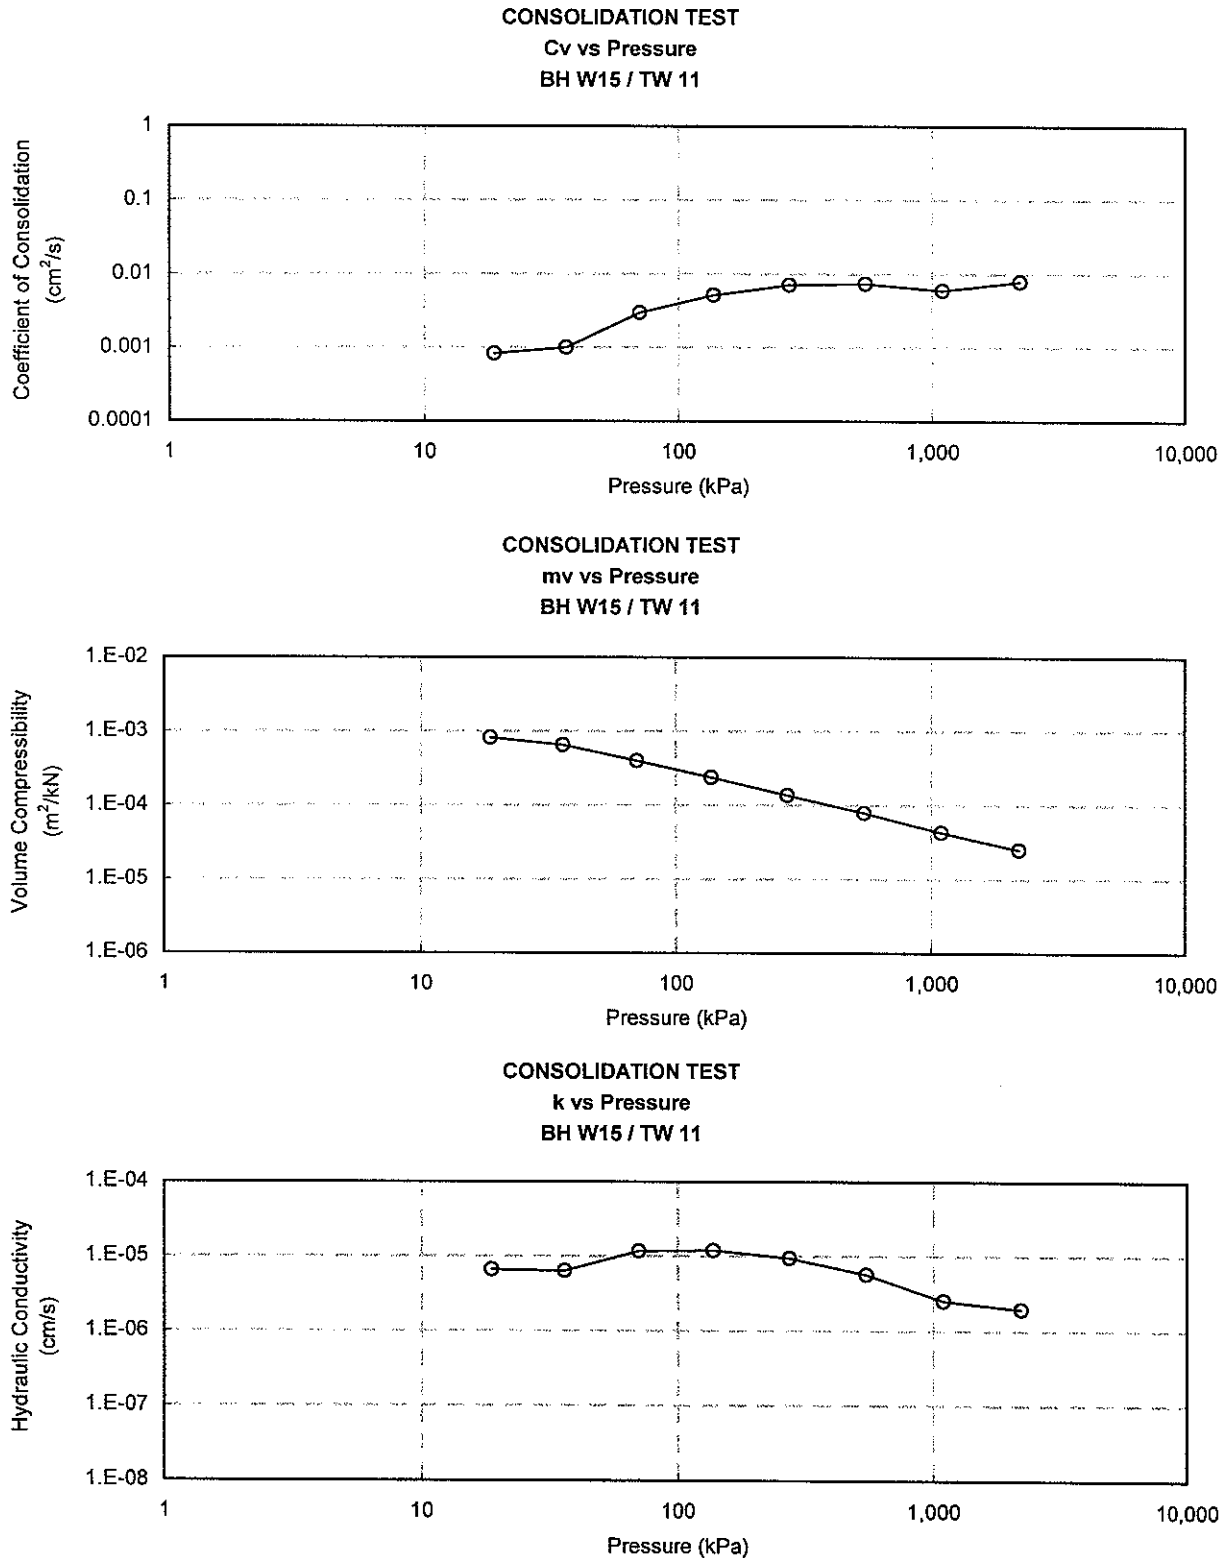 CONSOLIDATION TEST
Cv vs Pressure
BH W15 / TW 11
Coefficient of Consolidation
(cm²/s)
1
0.1
0.01
0.001
0.0001
1 10 100 1,000 10,000
Pressure (kPa)
CONSOLIDATION TEST
mv vs Pressure
BH W15 / TW 11
Volume Compressibility
(m²/kN)
1.E-02
1.E-03
1.E-04
1.E-05
1.E-06
1 10 100 1,000 10,000
Pressure (kPa)
CONSOLIDATION TEST
k vs Pressure
BH W15 / TW 11
Hydraulic Conductivity
(cm/s)
1.E-04
1.E-05
1.E-06
1.E-07
1.E-08
1 10 100 1,000 10,000
Pressure (kPa)